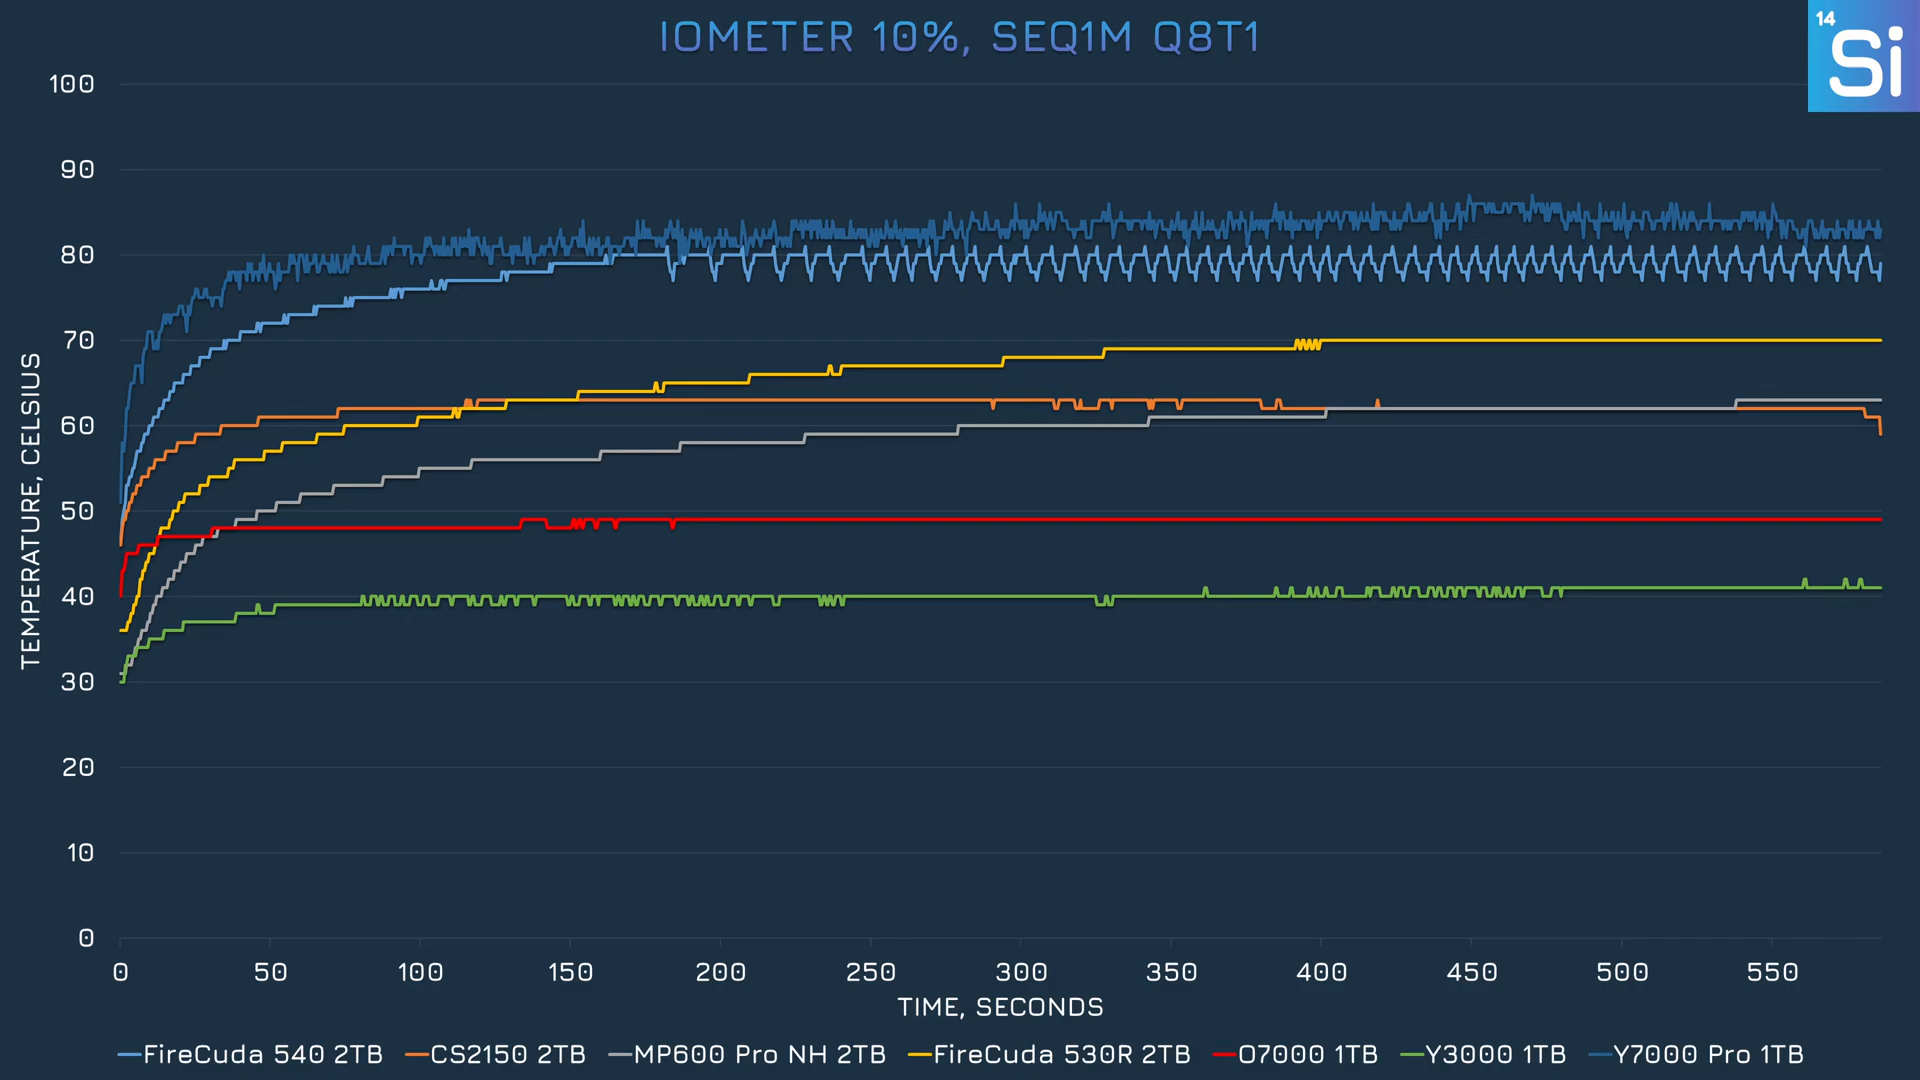 IOMETER 10%, SEQ1M Q8T1
14
Si
100
90
80
70
60
50
40
30
20
10
0
TEMPERATURE, CELSIUS
0 50 100 150 200 250 300 350 400 450 500 550
TIME, SECONDS
FireCuda 540 2TB CS2150 2TB MP600 Pro NH 2TB FireCuda 530R 2TB O7000 1TB Y3000 1TB Y7000 Pro 1TB